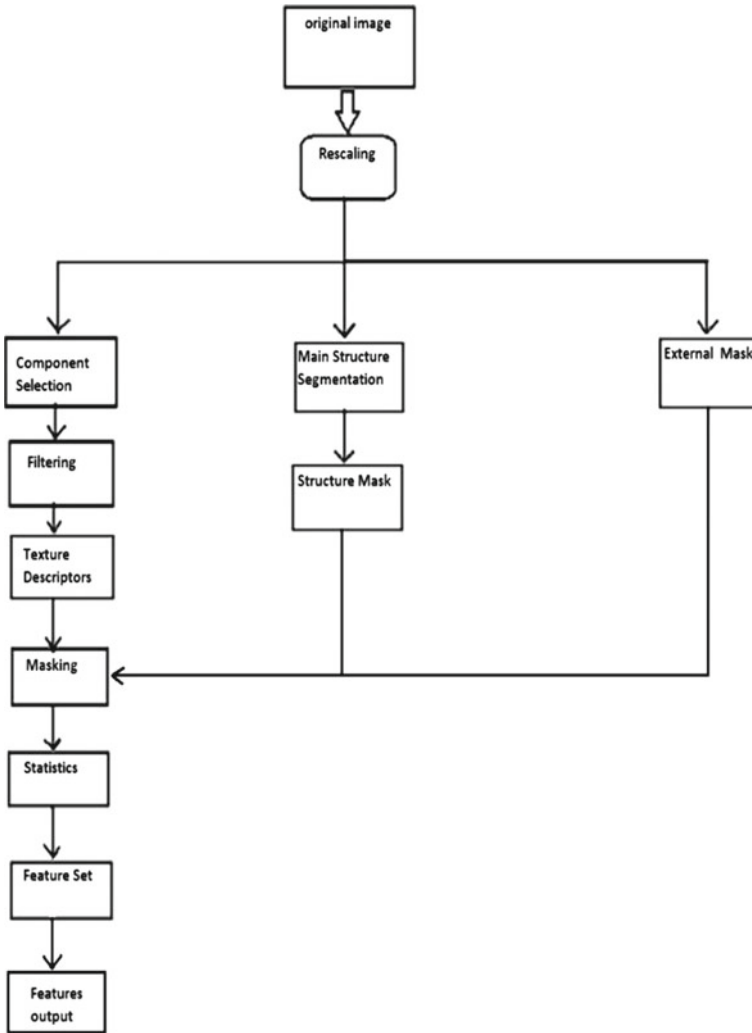 original image
Rescaling
Component
Selection
Main Structure
Segmentation
External Mask
Filtering
Structure Mask
Texture
Descriptors
Masking
Statistics
Feature Set
Features
output